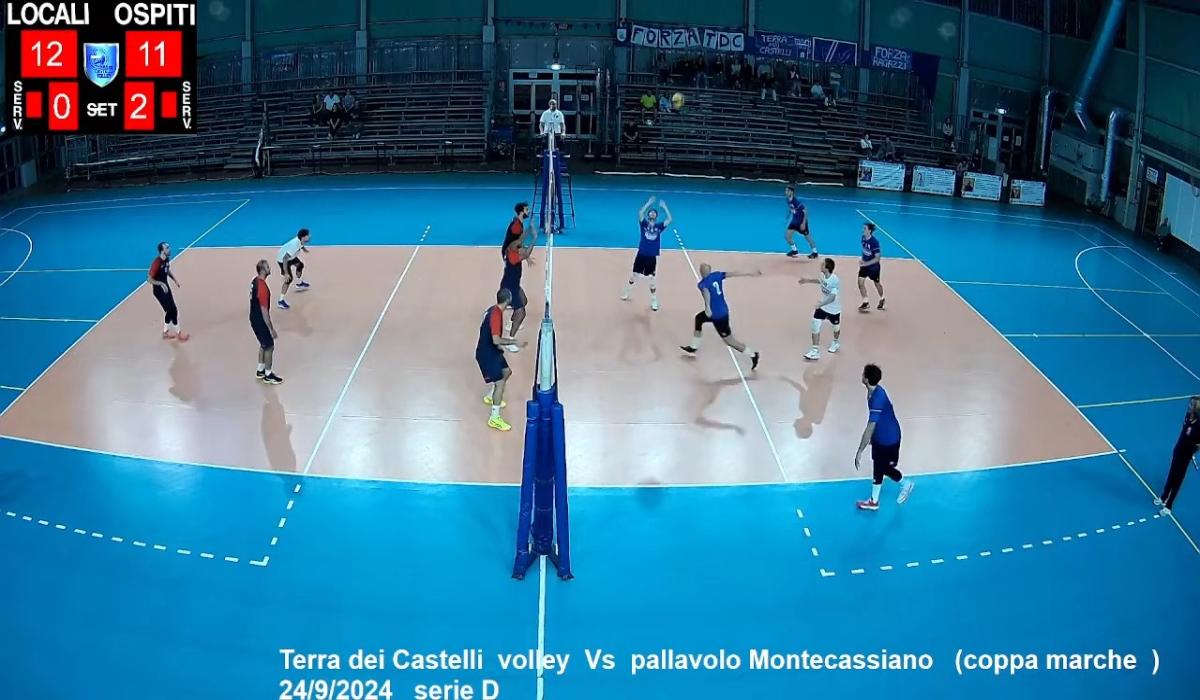 LOCALI OSPITI
12 11
SERV. 0 SET 2 SERV.
FORZA TDC
TERRA DEI CASTELLI
FORZA RAGAZZI
2
Terra dei Castelli volley Vs pallavolo Montecassiano (coppa marche )
24/9/2024 serie D